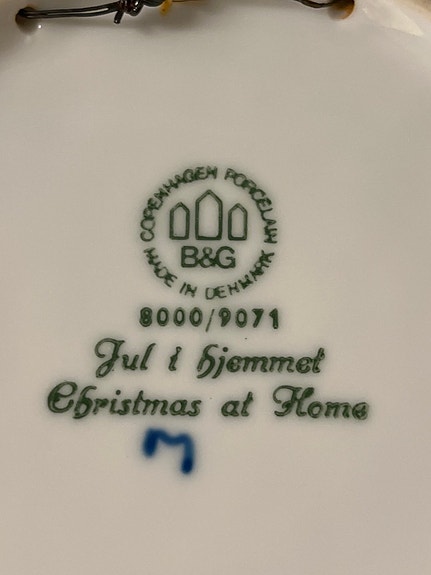 COPENHAGEN PORCELAIN
B&G
MADE IN DENMARK
8000/9071
Jul i hjemmet
Christmas at Home
M